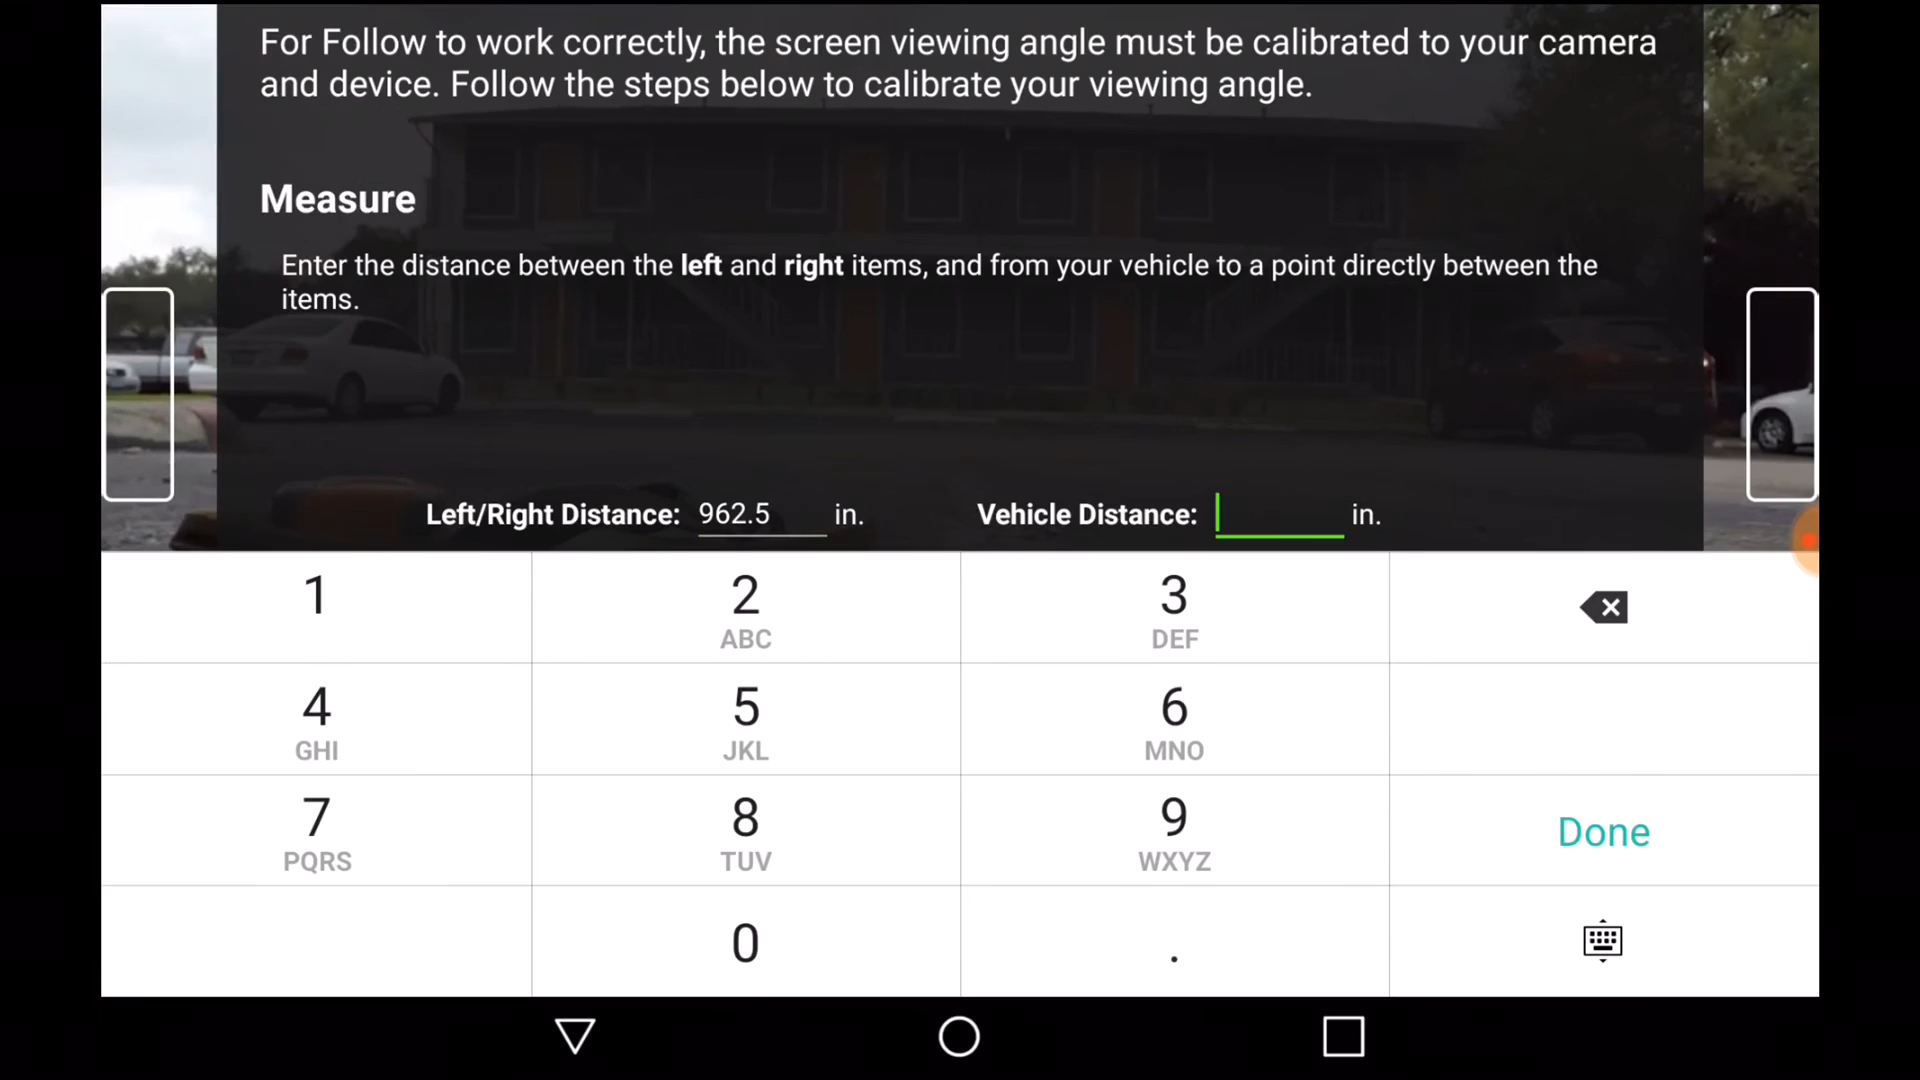 For Follow to work correctly, the screen viewing angle must be calibrated to your camera
and device. Follow the steps below to calibrate your viewing angle.
Measure
Enter the distance between the left and right items, and from your vehicle to a point directly between the
items.
Left/Right Distance: 962.5 in. Vehicle Distance: in.
1 2 3
ABC DEF
4 5 6
GHI JKL MNO
7 8 9 Done
PQRS TUV WXYZ
0 .